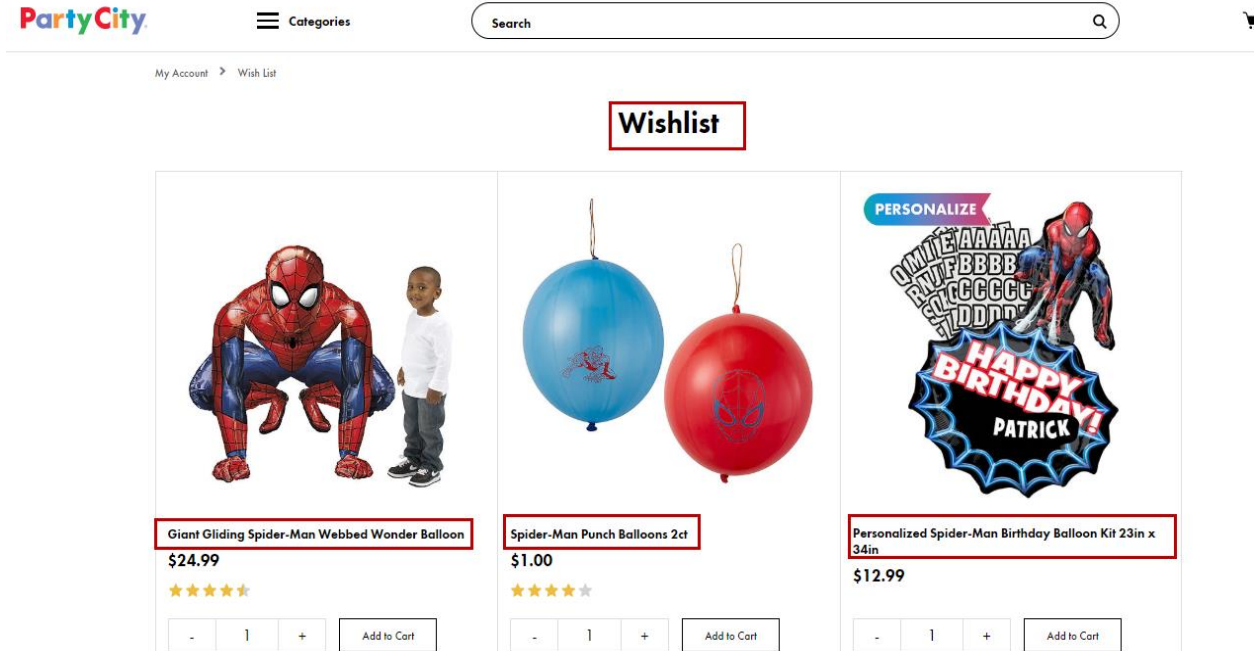 Party City
Categories
Search
My Account > Wish List
Wishlist
PERSONALIZE
HAPPY
BIRTHDAY!
PATRICK
Giant Gliding Spider-Man Webbed Wonder Balloon
$24.99
- 1 + Add to Cart
Spider-Man Punch Balloons 2ct
$1.00
- 1 + Add to Cart
Personalized Spider-Man Birthday Balloon Kit 23in x
34in
$12.99
- 1 + Add to Cart